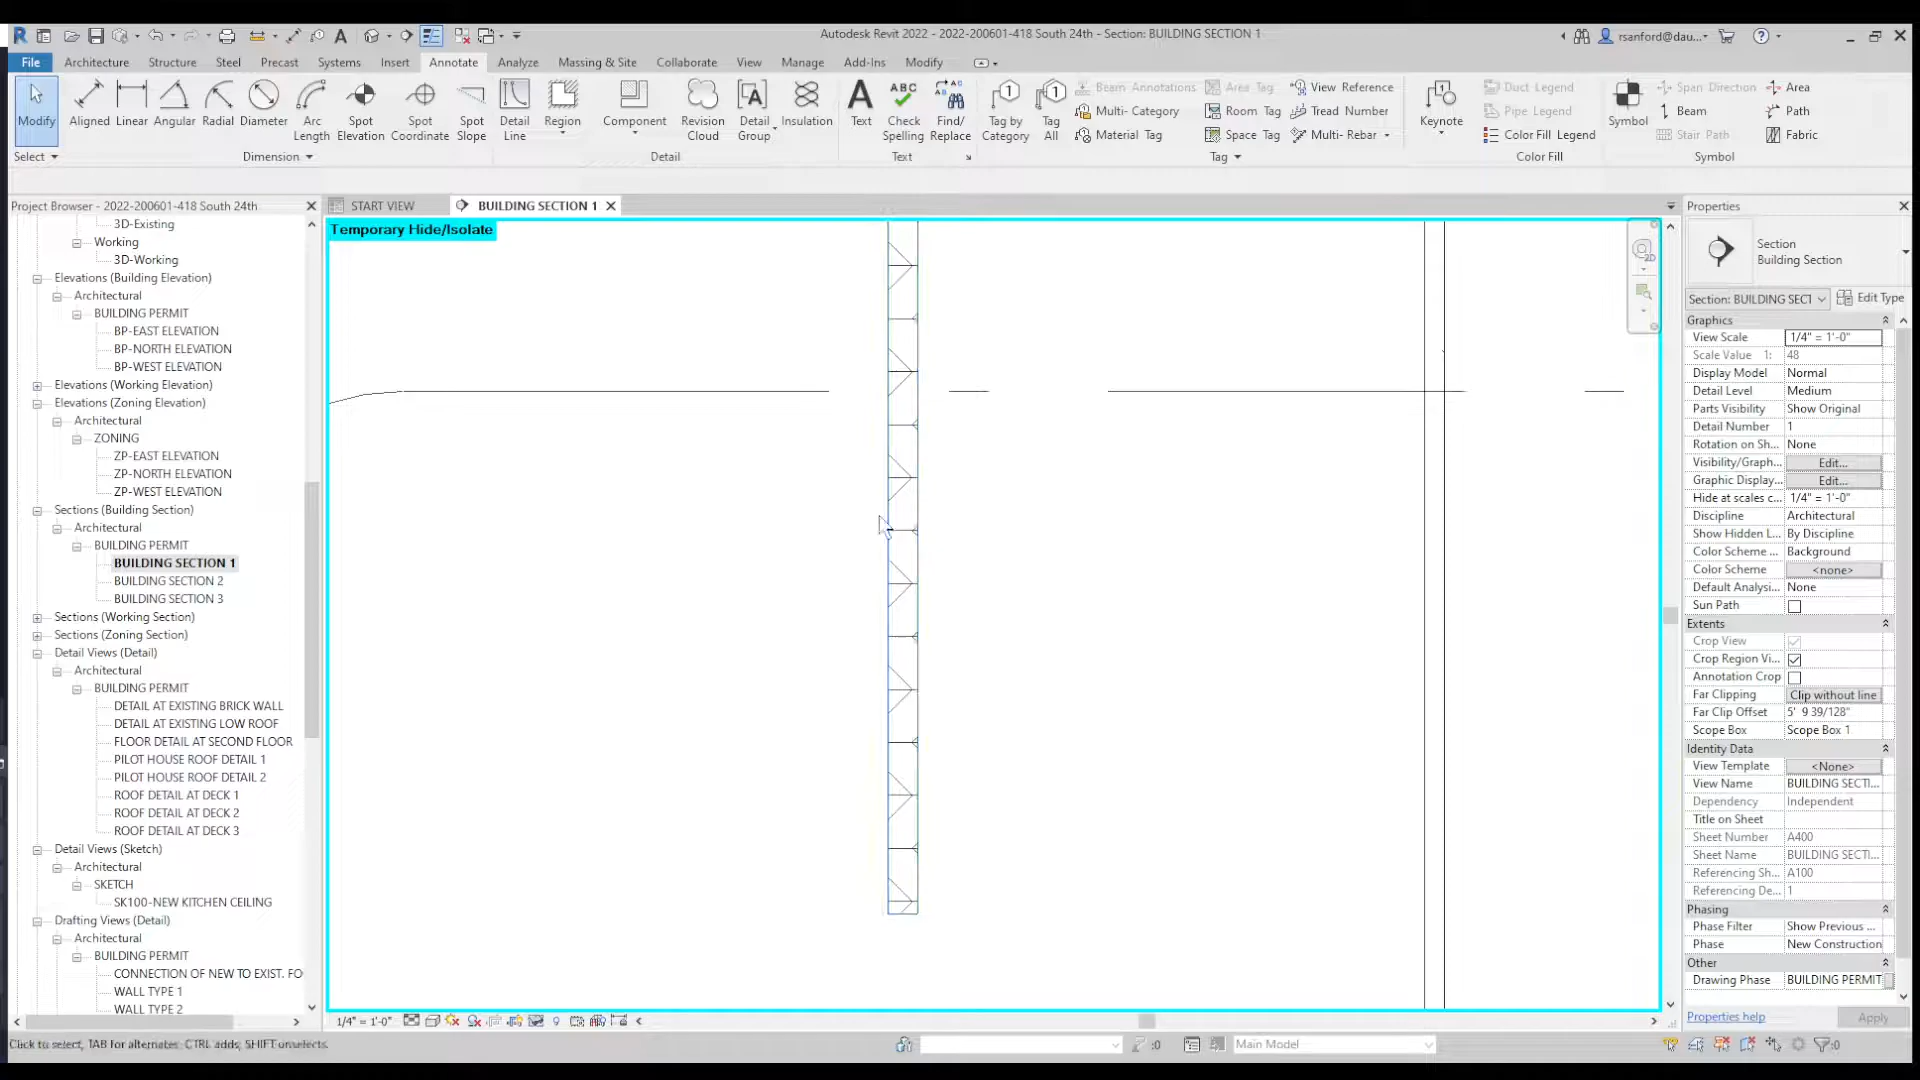 Autodesk Revit 2022 - 2022-200601-418 South 24th - Section: BUILDING SECTION 1
rsanford@dau...
File
Architecture
Structure
Steel
Precast
Systems
Insert
Annotate
Analyze
Massing & Site
Collaborate
View
Manage
Add-Ins
Modify
Modify
Aligned
Linear
Angular
Radial
Diameter
Arc
Length
Spot
Elevation
Spot
Coordinate
Spot
Slope
Detail
Line
Region
Component
Revision
Cloud
Detail
Group
Insulation
Text
ABC
Check
Spelling
ABC
Find/
Replace
Tag by
Category
Tag
All
Beam Annotations
Multi- Category
Material Tag
Area Tag
Room Tag
Space Tag
View Reference
Tread Number
Multi- Rebar
Keynote
Duct Legend
Pipe Legend
Color Fill Legend
Symbol
Span Direction
Beam
Stair Path
Area
Path
Fabric
Select
Dimension
Detail
Text
Tag
Color Fill
Symbol
Project Browser - 2022-200601-418 South 24th
3D-Existing
Working
3D-Working
Elevations (Building Elevation)
Architectural
BUILDING PERMIT
BP-EAST ELEVATION
BP-NORTH ELEVATION
BP-WEST ELEVATION
Elevations (Working Elevation)
Elevations (Zoning Elevation)
Architectural
ZONING
ZP-EAST ELEVATION
ZP-NORTH ELEVATION
ZP-WEST ELEVATION
Sections (Building Section)
Architectural
BUILDING PERMIT
BUILDING SECTION 1
BUILDING SECTION 2
BUILDING SECTION 3
Sections (Working Section)
Sections (Zoning Section)
Detail Views (Detail)
Architectural
BUILDING PERMIT
DETAIL AT EXISTING BRICK WALL
DETAIL AT EXISTING LOW ROOF
FLOOR DETAIL AT SECOND FLOOR
PILOT HOUSE ROOF DETAIL 1
PILOT HOUSE ROOF DETAIL 2
ROOF DETAIL AT DECK 1
ROOF DETAIL AT DECK 2
ROOF DETAIL AT DECK 3
Detail Views (Sketch)
Architectural
SKETCH
SK100-NEW KITCHEN CEILING
Drafting Views (Detail)
Architectural
BUILDING PERMIT
CONNECTION OF NEW TO EXIST. FO
WALL TYPE 1
WALL TYPE 2
START VIEW
BUILDING SECTION 1
Temporary Hide/Isolate
2D
Properties
Section
Building Section
Section: BUILDING SECT
Edit Type
Graphics
View Scale 1/4" = 1'-0"
Scale Value 1: 48
Display Model Normal
Detail Level Medium
Parts Visibility Show Original
Detail Number 1
Rotation on Sh... None
Visibility/Graph... Edit...
Graphic Display... Edit...
Hide at scales c... 1/4" = 1'-0"
Discipline Architectural
Show Hidden L... By Discipline
Color Scheme ... Background
Color Scheme <none>
Default Analysi... None
Sun Path
Extents
Crop View
Crop Region Vi...
Annotation Crop
Far Clipping Clip without line
Far Clip Offset 5' 9 39/128"
Scope Box Scope Box 1
Identity Data
View Template <None>
View Name BUILDING SECTI...
Dependency Independent
Title on Sheet
Sheet Number A400
Sheet Name BUILDING SECTI...
Referencing Sh... A100
Referencing De... 1
Phasing
Phase Filter Show Previous ...
Phase New Construction
Other
Drawing Phase BUILDING PERMIT
Properties help
Apply
1/4" = 1'-0"
Click to select, TAB for alternates, CTRL adds, SHIFT unselects.
:0
Main Model
:0